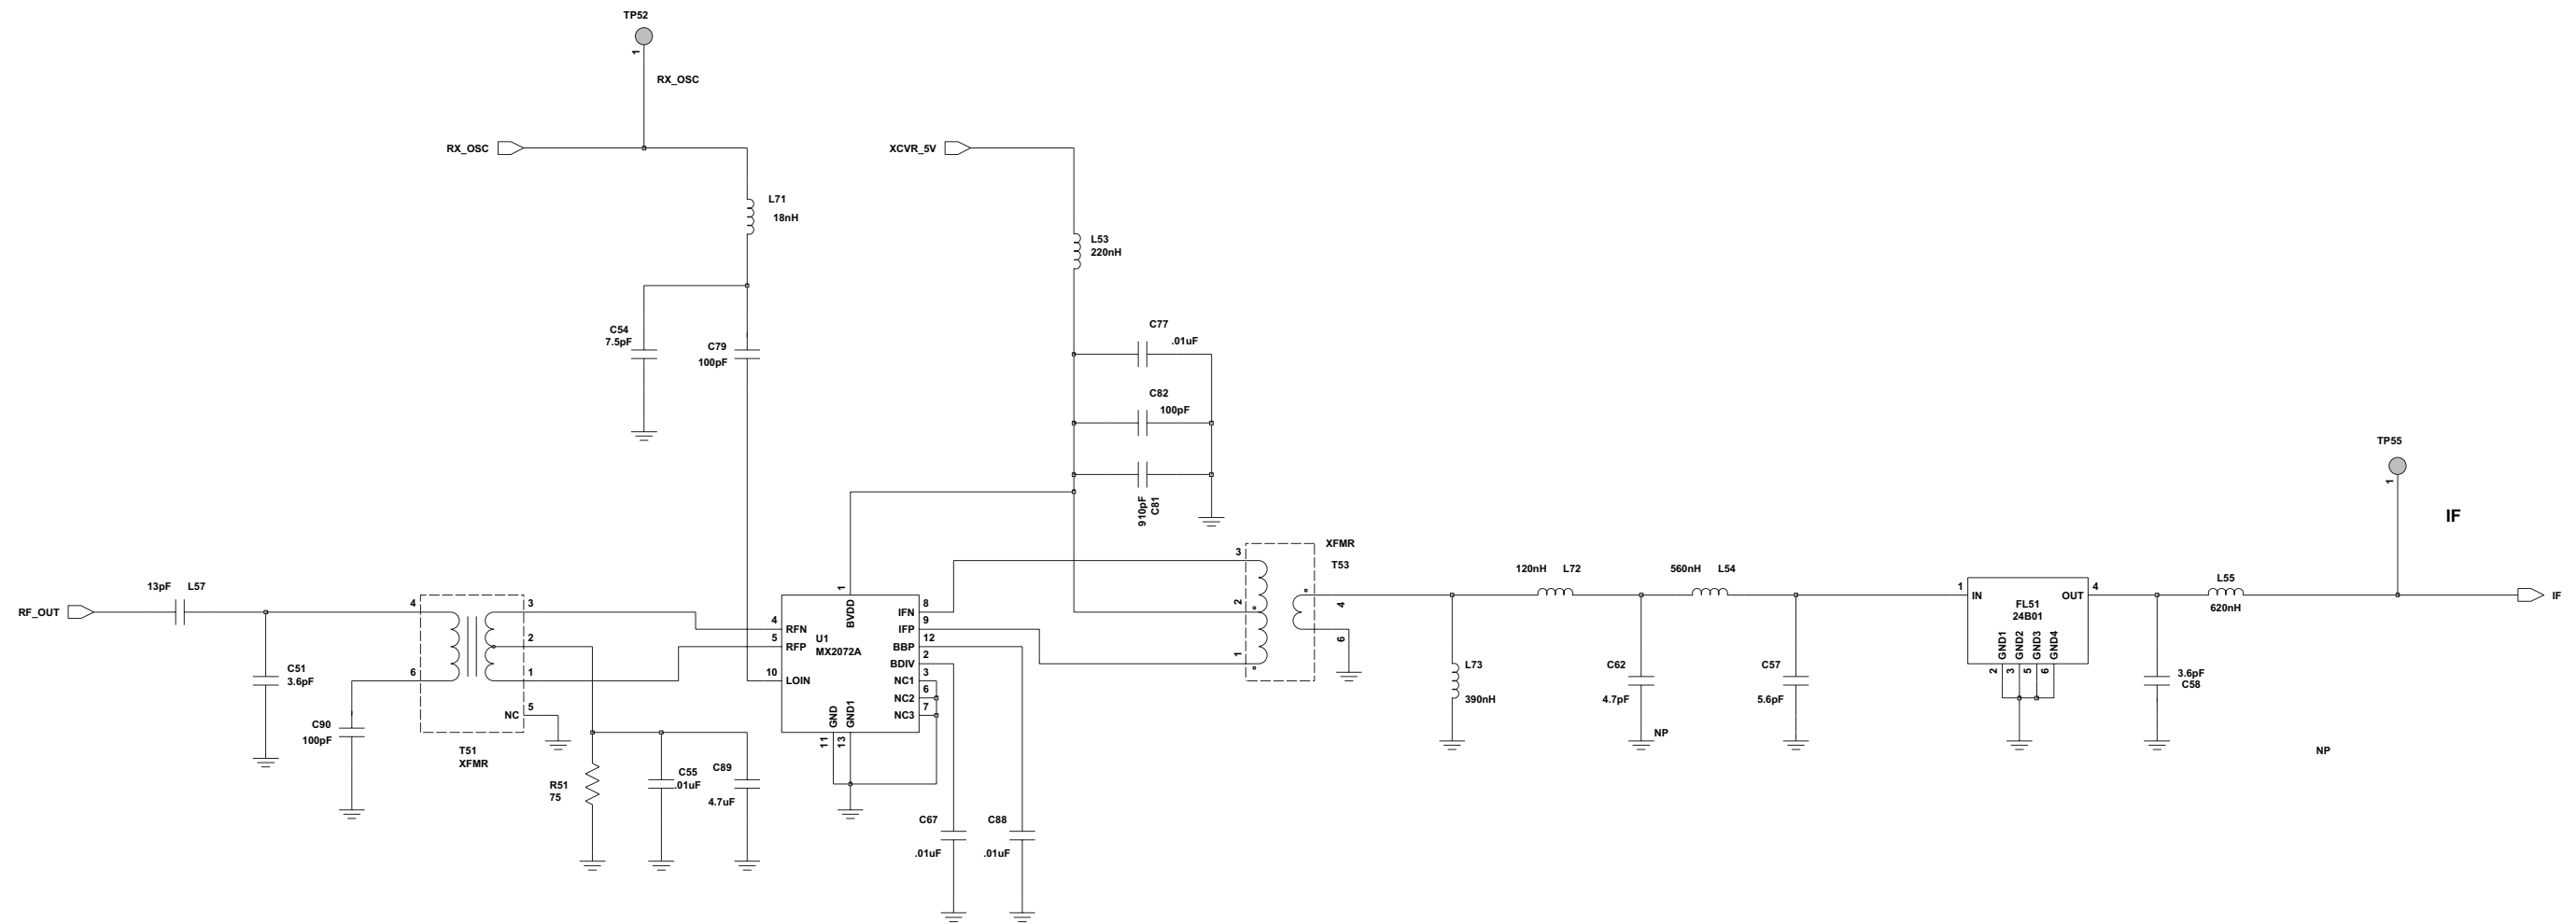 TP52
1
RX_OSC
RX_OSC
XCVR_5V
L71
18nH
L53
220nH
C54
7.5pF
C79
100pF
C77
.01uF
C82
100pF
910pF
C81
TP55
1
IF
13pF L57
RF_OUT
C51
3.6pF
C90
100pF
4
6
3
2
1
5
NC
T51
XFMR
R51
75
C55
.01uF
C89
4.7uF
1
BVDD
4 RFN
5 RFP
10 LOIN
U1
MX2072A
IFN 8
IFP 9
BBP 12
BDIV 2
NC1 3
NC2 6
NC3 7
GND
GND1
11
13
C67
.01uF
C88
.01uF
XFMR
T53
3
2
1
4
6
120nH L72
560nH L54
L73
390nH
C62
4.7pF
NP
C57
5.6pF
1 IN
OUT 4
FL51
24B01
GND1
GND2
GND3
GND4
2
3
5
6
3.6pF
C58
L55
620nH
IF
NP